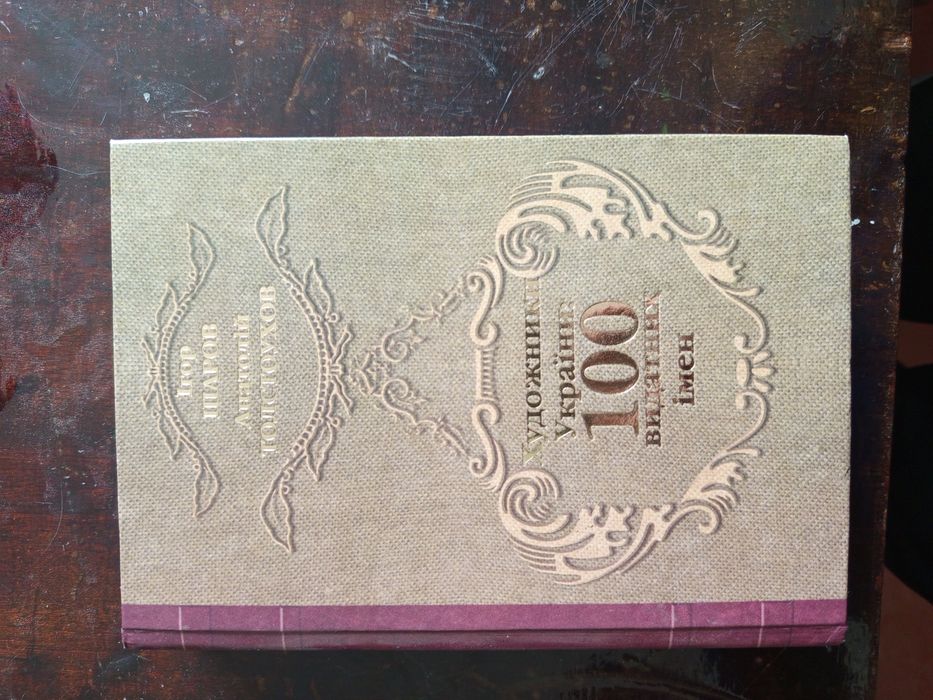 Ігор
ШАРОВ
Анатолій
ТОЛСТОУХОВ
Художники
України
100
видатних
імен